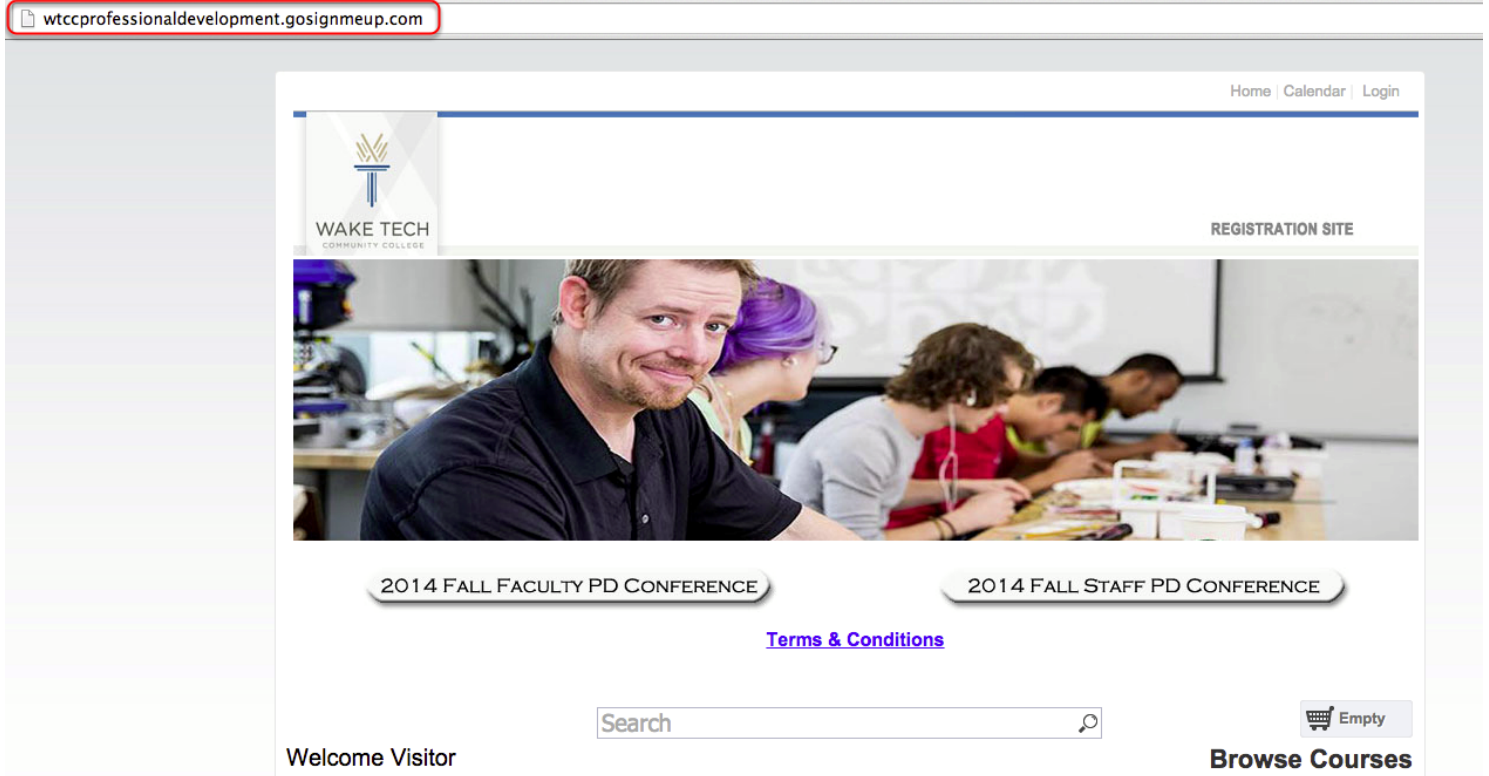 wtccprofessionaldevelopment.gosignmeup.com
Home | Calendar | Login
WAKE TECH
COMMUNITY COLLEGE
REGISTRATION SITE
2014 FALL FACULTY PD CONFERENCE
2014 FALL STAFF PD CONFERENCE
Terms & Conditions
Search
Empty
Welcome Visitor
Browse Courses